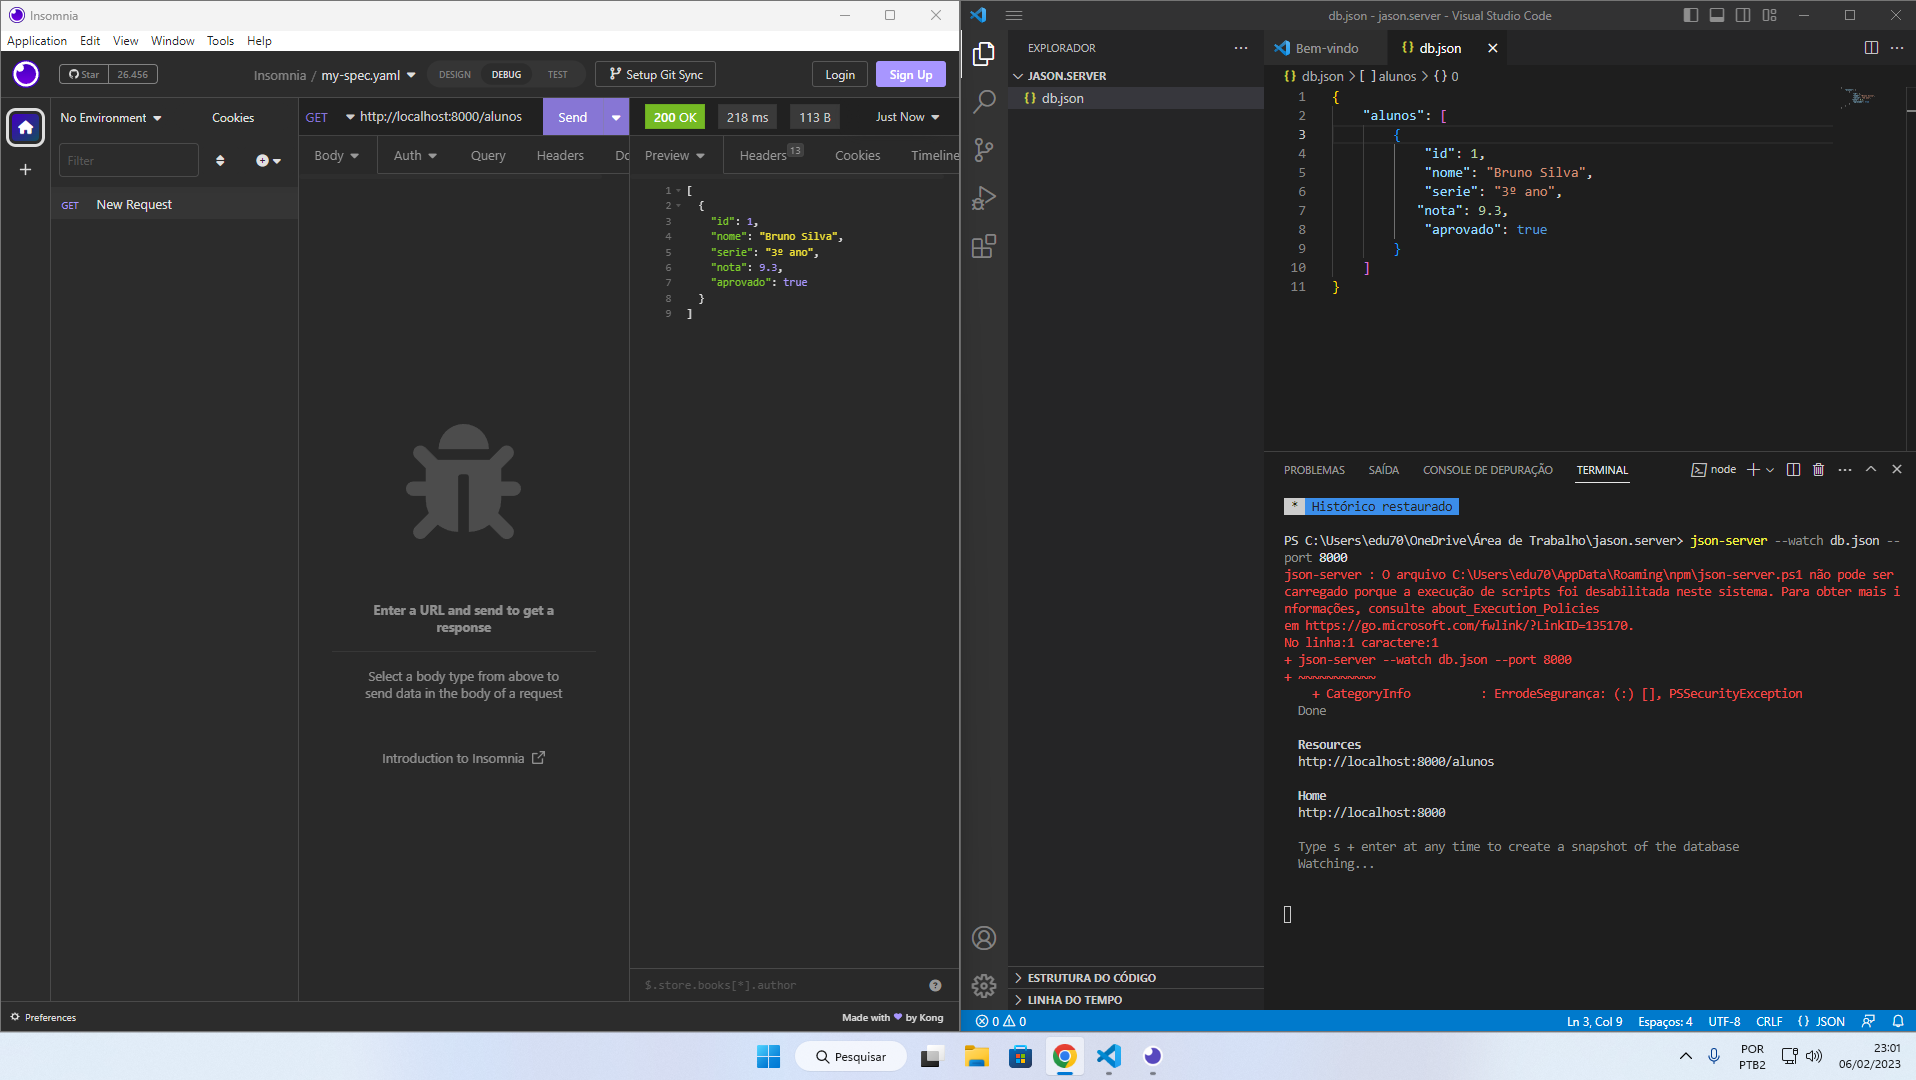 Insomnia
Application Edit View Window Tools Help
Star 26.456
Insomnia / my-spec.yaml
DESIGN DEBUG TEST
Setup Git Sync
Login
Sign Up
No Environment
Cookies
Filter
GET New Request
GET http://localhost:8000/alunos
Send
200 OK
218 ms
113 B
Just Now
Body Auth Query Headers Do
Preview Headers 13 Cookies Timeline
1 [
2 {
3 "id": 1,
4 "nome": "Bruno Silva",
5 "serie": "3º ano",
6 "nota": 9.3,
7 "aprovado": true
8 }
9 ]
Enter a URL and send to get a
response
Select a body type from above to
send data in the body of a request
Introduction to Insomnia
$.store.books[*].author
Preferences
Made with ♥ by Kong
db.json - jason.server - Visual Studio Code
EXPLORADOR
JASON.SERVER
{} db.json
ESTRUTURA DO CÓDIGO
LINHA DO TEMPO
Bem-vindo
{} db.json
{} db.json > [ ] alunos > {} 0
1 {
2 "alunos": [
3 {
4 "id": 1,
5 "nome": "Bruno Silva",
6 "serie": "3º ano",
7 "nota": 9.3,
8 "aprovado": true
9 }
10 ]
11 }
PROBLEMAS SAÍDA CONSOLE DE DEPURAÇÃO TERMINAL
node
* Histórico restaurado
PS C:\Users\edu70\OneDrive\Área de Trabalho\jason.server> json-server --watch db.json --
port 8000
json-server : O arquivo C:\Users\edu70\AppData\Roaming\npm\json-server.ps1 não pode ser
carregado porque a execução de scripts foi desabilitada neste sistema. Para obter mais i
nformações, consulte about_Execution_Policies
em https://go.microsoft.com/fwlink/?LinkID=135170.
No linha:1 caractere:1
+ json-server --watch db.json --port 8000
+ ~~~~~~~~~~~
+ CategoryInfo : ErrodeSegurança: (:) [], PSSecurityException
Done
Resources
http://localhost:8000/alunos
Home
http://localhost:8000
Type s + enter at any time to create a snapshot of the database
Watching...
0 0
Ln 3, Col 9 Espaços: 4 UTF-8 CRLF {} JSON
Pesquisar
POR
PTB2
23:01
06/02/2023